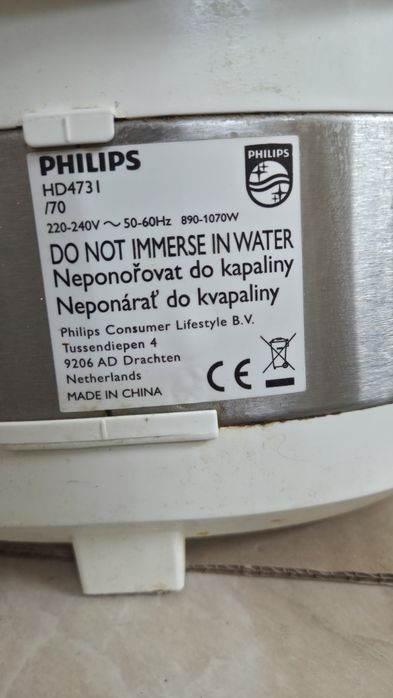 PHILIPS
PHILIPS
HD4731
/70
220-240V ~ 50-60Hz 890-1070W
DO NOT IMMERSE IN WATER
Neponořovat do kapaliny
Neponárať do kvapaliny
Philips Consumer Lifestyle B.V.
Tussendiepen 4
9206 AD Drachten
Netherlands
MADE IN CHINA
CE